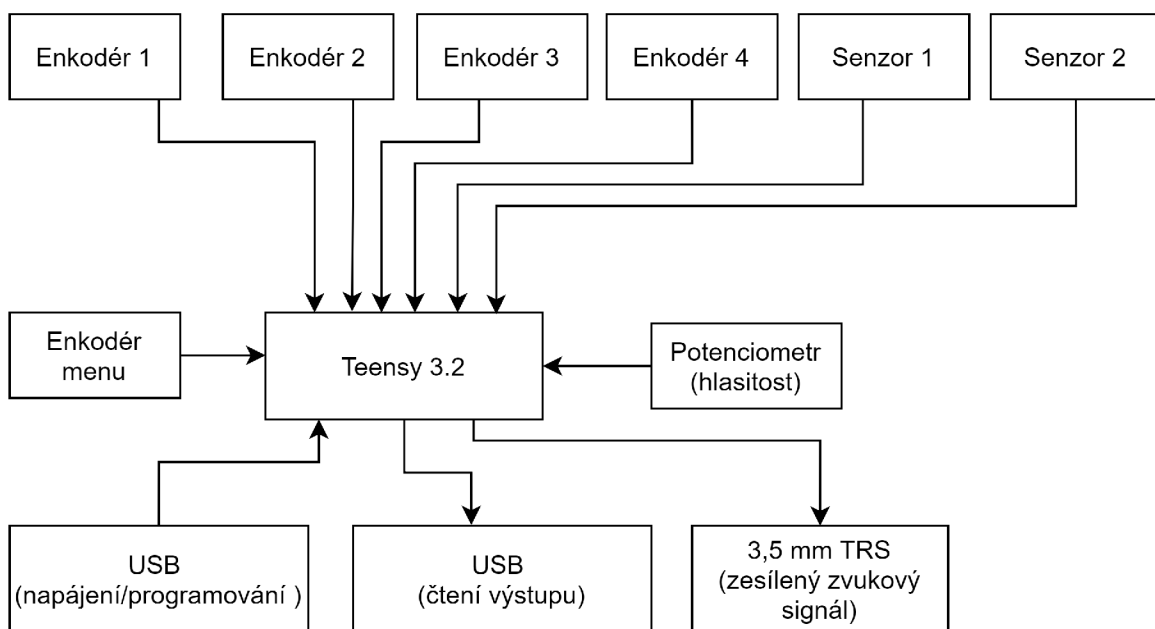 Enkodér 1
Enkodér 2
Enkodér 3
Enkodér 4
Senzor 1
Senzor 2
Enkodér
menu
Teensy 3.2
Potenciometr
(hlasitost)
USB
(napájení/programování )
USB
(čtení výstupu)
3,5 mm TRS
(zesílený zvukový
signál)